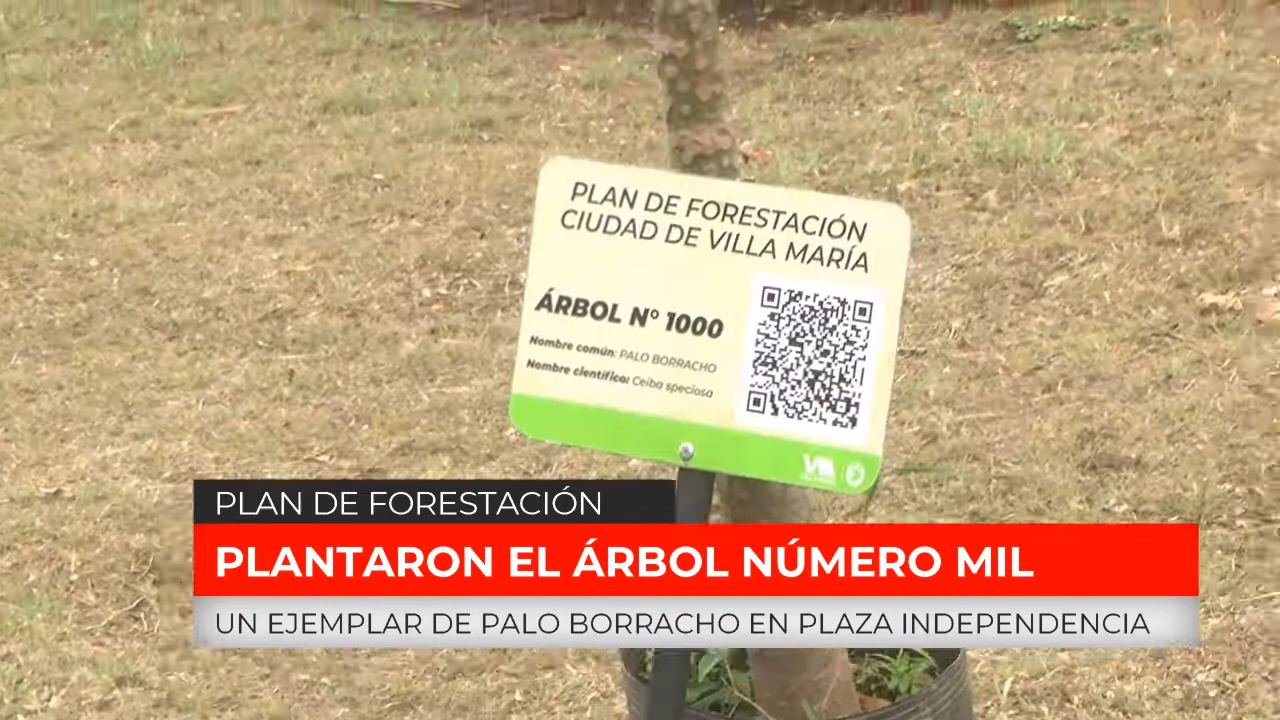 PLAN DE FORESTACIÓN
CIUDAD DE VILLA MARÍA
ÁRBOL N° 1000
Nombre común: PALO BORRACHO
Nombre científico: Ceiba speciosa
VM
PLAN DE FORESTACIÓN
PLANTARON EL ÁRBOL NÚMERO MIL
UN EJEMPLAR DE PALO BORRACHO EN PLAZA INDEPENDENCIA